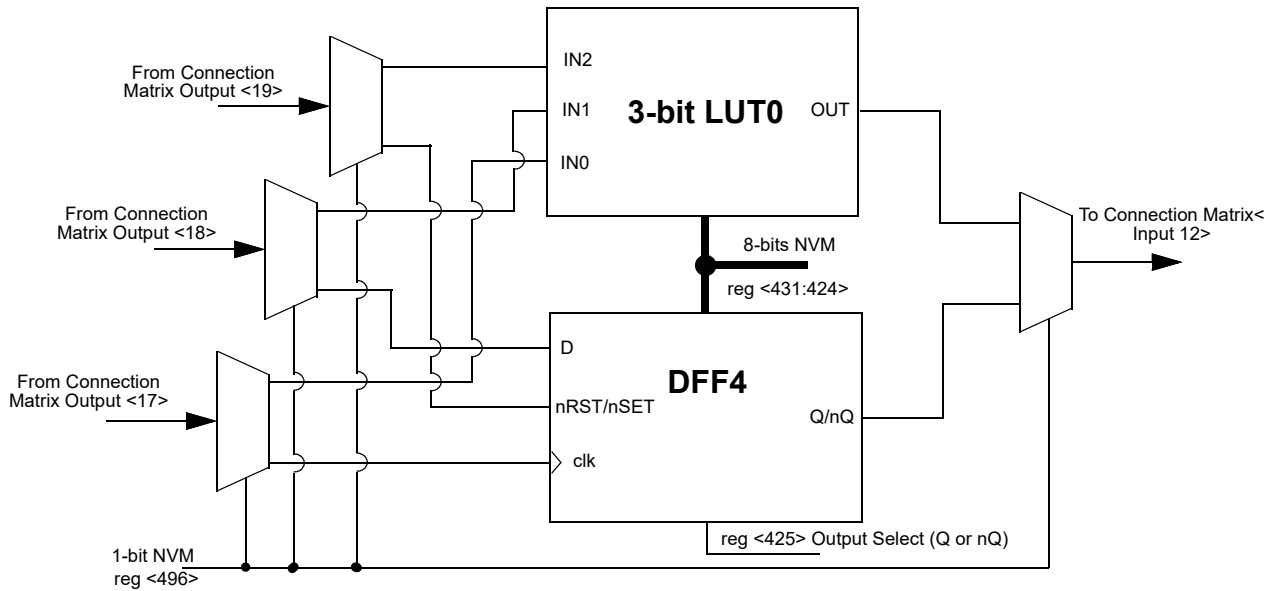 From Connection
Matrix Output <19>
IN2
IN1
IN0
3-bit LUT0
OUT
From Connection
Matrix Output <18>
To Connection Matrix<
Input 12>
8-bits NVM
reg <431:424>
From Connection
Matrix Output <17>
D
DFF4
nRST/nSET
Q/nQ
clk
reg <425> Output Select (Q or nQ)
1-bit NVM
reg <496>